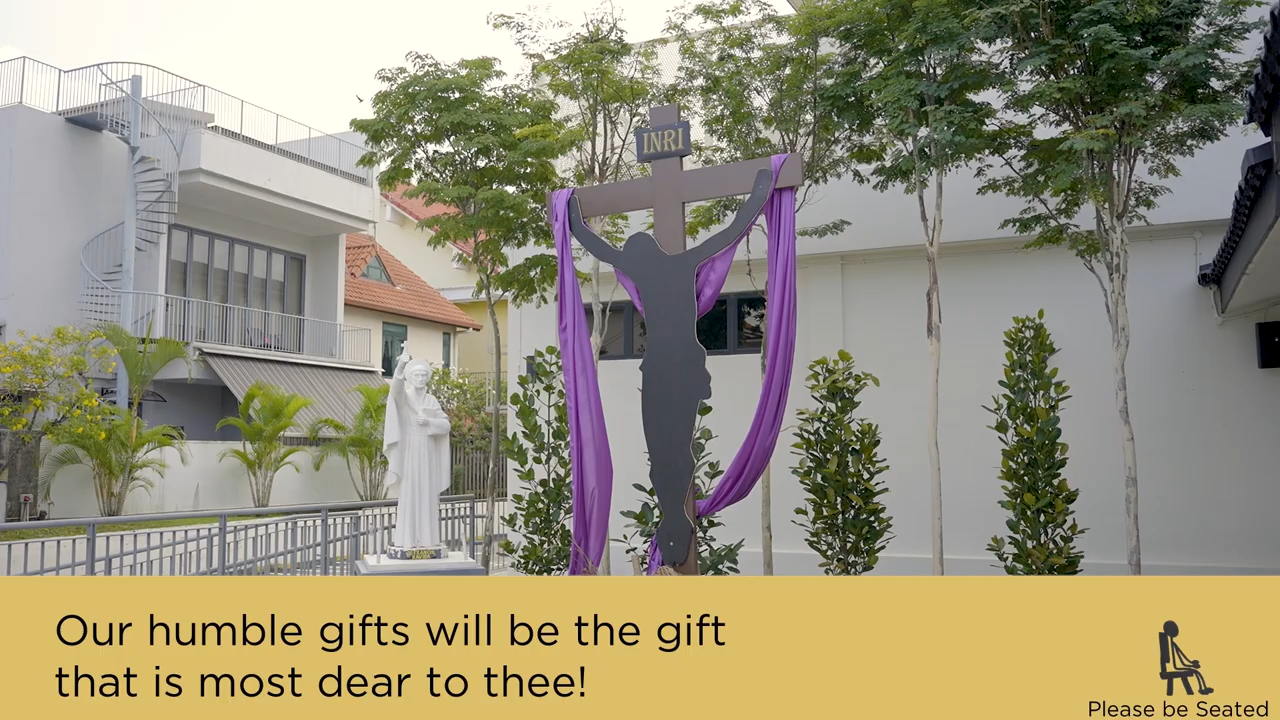 INRI
Our humble gifts will be the gift
that is most dear to thee!
Please be Seated